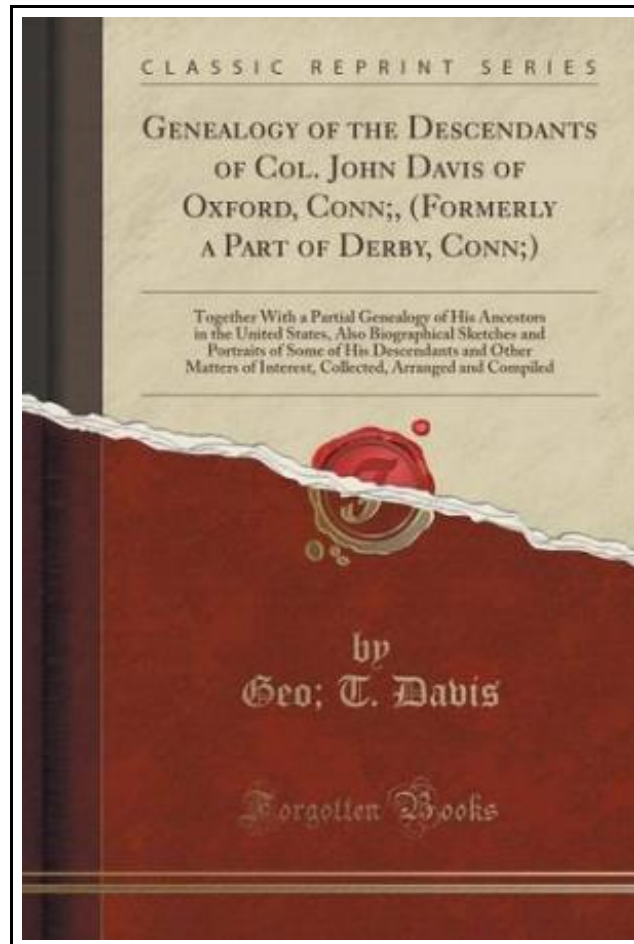 CLASSIC REPRINT SERIES
GENEALOGY OF THE DESCENDANTS
OF COL. JOHN DAVIS OF
OXFORD, CONN;, (FORMERLY
A PART OF DERBY, CONN;)
Together With a Partial Genealogy of His Ancestors
in the United States, Also Biographical Sketches and
Portraits of Some of His Descendants and Other
Matters of Interest, Collected, Arranged and Compiled
by
Geo; T. Davis
Forgotten Books